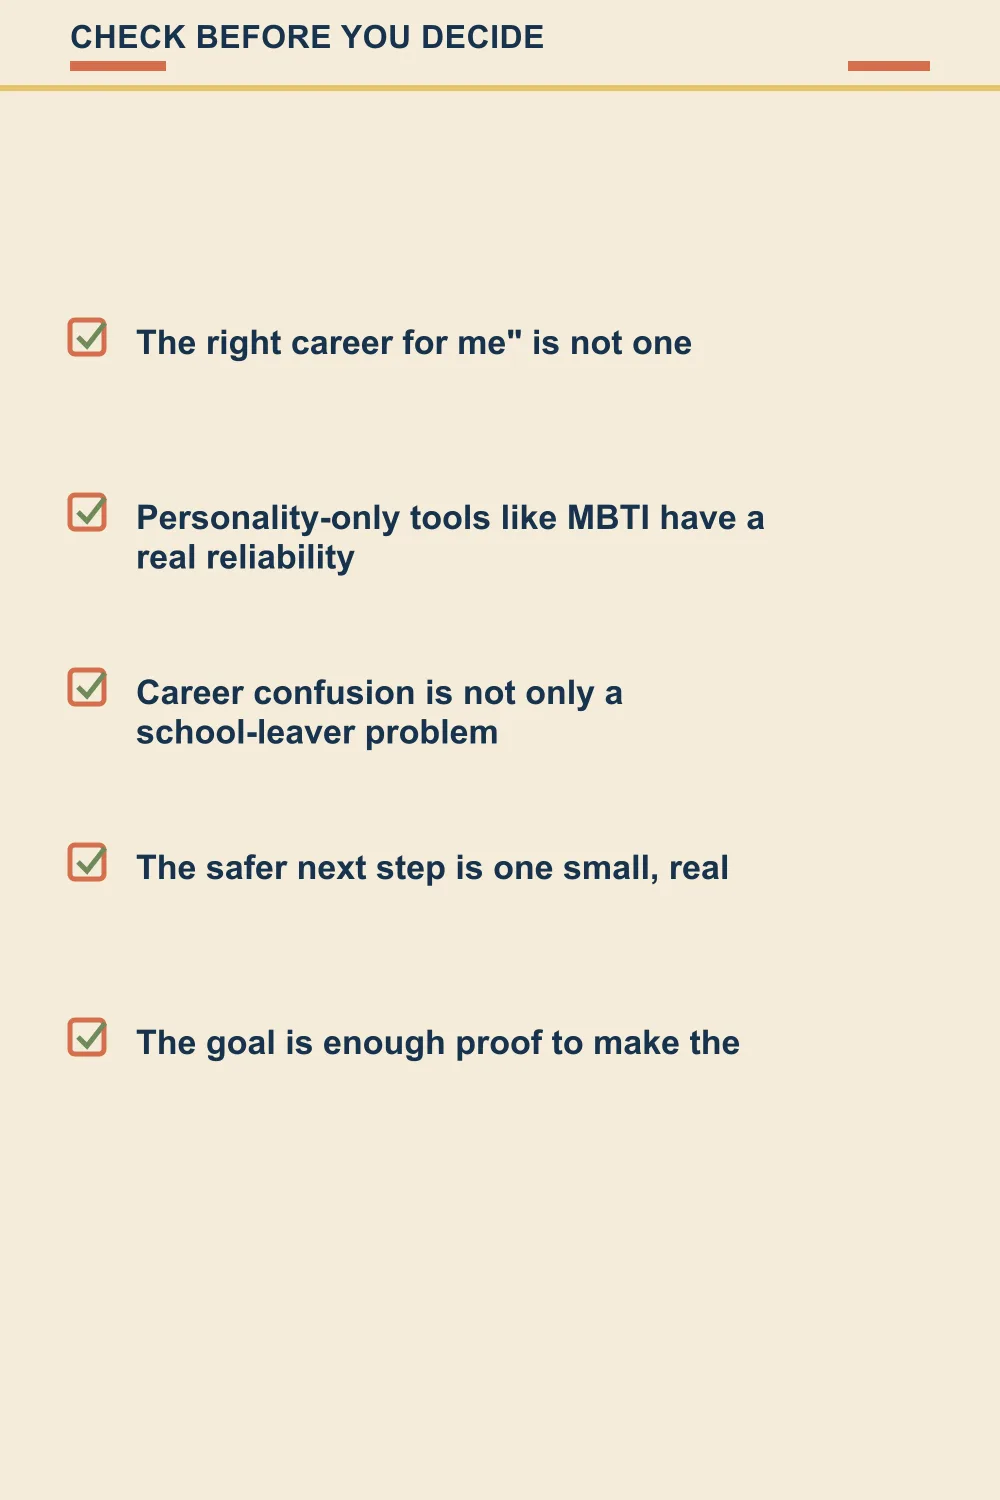 CHECK BEFORE YOU DECIDE
The right career for me" is not one
Personality-only tools like MBTI have a
real reliability
Career confusion is not only a
school-leaver problem
The safer next step is one small, real
The goal is enough proof to make the